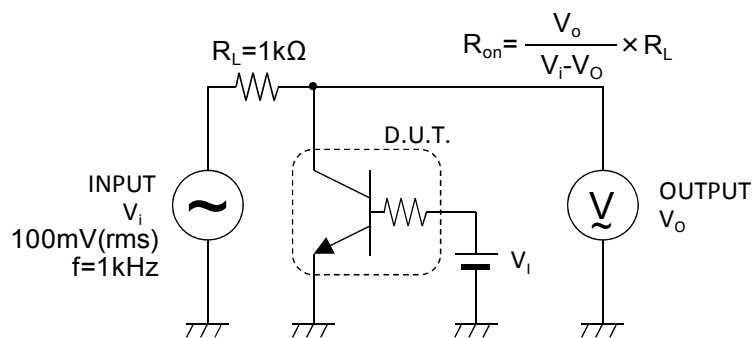 R_L=1kΩ
R_on= V_o / V_i-V_O × R_L
D.U.T.
INPUT
V_i
100mV(rms)
f=1kHz
~
V
~
OUTPUT
V_O
V_I